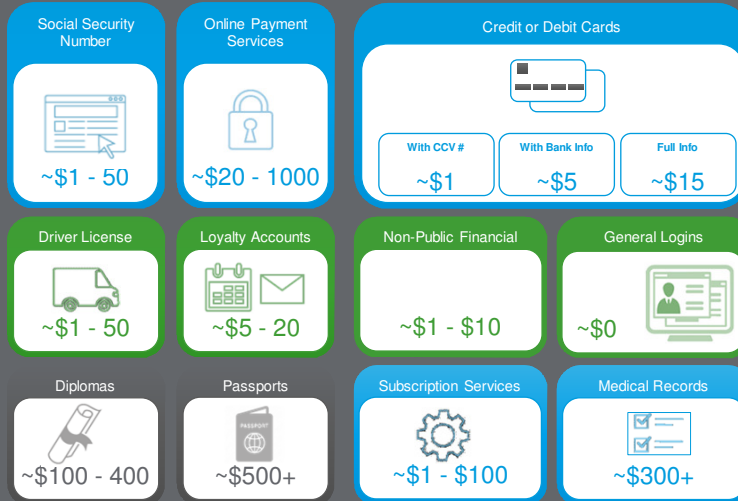 Social Security
Number
~$1 - 50
Online Payment
Services
~$20 - 1000
Credit or Debit Cards
With CCV #
~$1
With Bank Info
~$5
Full Info
~$15
Driver License
~$1 - 50
Loyalty Accounts
~$5 - 20
Non-Public Financial
~$1 - $10
General Logins
~$0
Diplomas
~$100 - 400
Passports
PASSPORT
~$500+
Subscription Services
~$1 - $100
Medical Records
~$300+